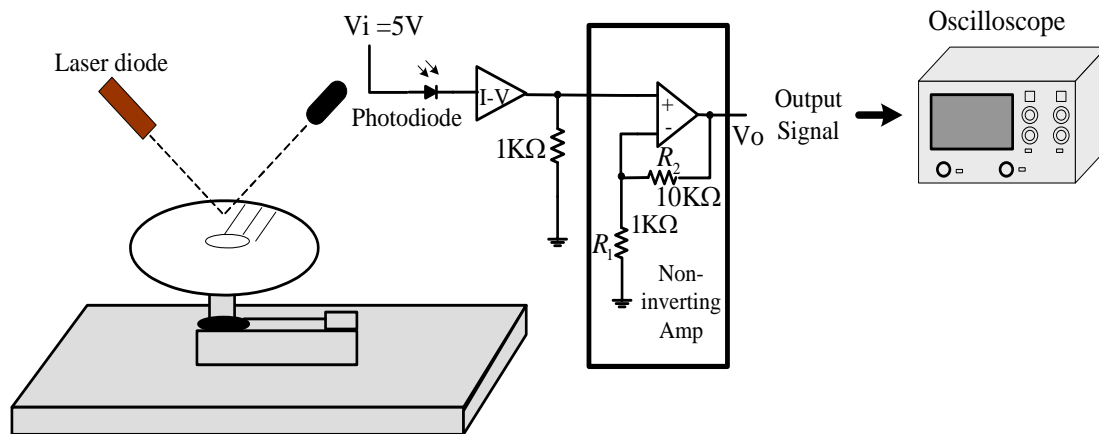 Oscilloscope
Vi =5V
Laser diode
I-V
Photodiode
1KΩ
+
-
Vo
Output
Signal
R2
10KΩ
1KΩ
R1
Non-
inverting
Amp